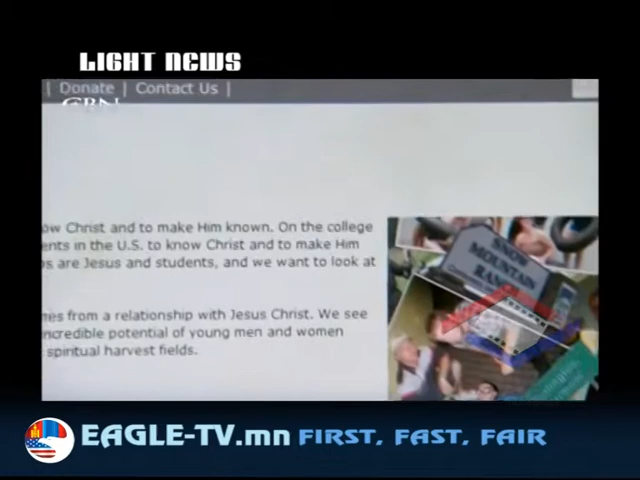 LIGHT NEWS
| Donate | Contact Us |
CBN
ow Christ and to make Him known. On the college
ents in the U.S. to know Christ and to make Him
s are Jesus and students, and we want to look at
mes from a relationship with Jesus Christ. We see
ncredible potential of young men and women
spiritual harvest fields.
SNOW
MOUNTAIN
RANCH
EAGLE-TV.mn FIRST, FAST, FAIR